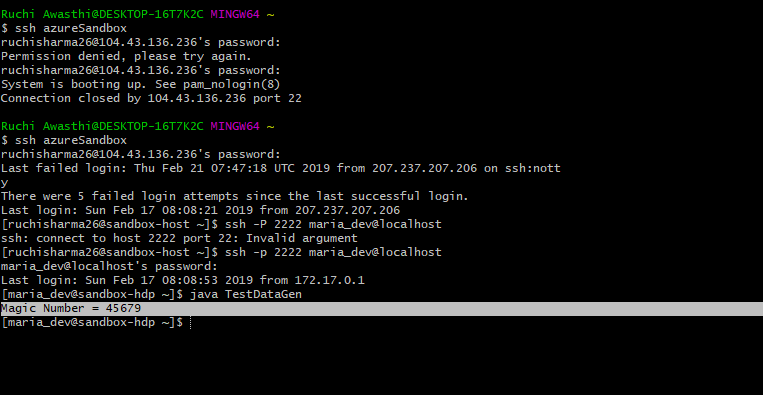 Ruchi Awasthi@DESKTOP-16T7K2C MINGW64 ~
$ ssh azureSandbox
ruchisharma26@104.43.136.236's password:
Permission denied, please try again.
ruchisharma26@104.43.136.236's password:
System is booting up. See pam_nologin(8)
Connection closed by 104.43.136.236 port 22
Ruchi Awasthi@DESKTOP-16T7K2C MINGW64 ~
$ ssh azureSandbox
ruchisharma26@104.43.136.236's password:
Last failed login: Thu Feb 21 07:47:18 UTC 2019 from 207.237.207.206 on ssh:nott
y
There were 5 failed login attempts since the last successful login.
Last login: Sun Feb 17 08:08:21 2019 from 207.237.207.206
[ruchisharma26@sandbox-host ~]$ ssh -P 2222 maria_dev@localhost
ssh: connect to host 2222 port 22: Invalid argument
[ruchisharma26@sandbox-host ~]$ ssh -p 2222 maria_dev@localhost
maria_dev@localhost's password:
Last login: Sun Feb 17 08:08:53 2019 from 172.17.0.1
[maria_dev@sandbox-hdp ~]$ java TestDataGen
Magic Number = 45679
[maria_dev@sandbox-hdp ~]$